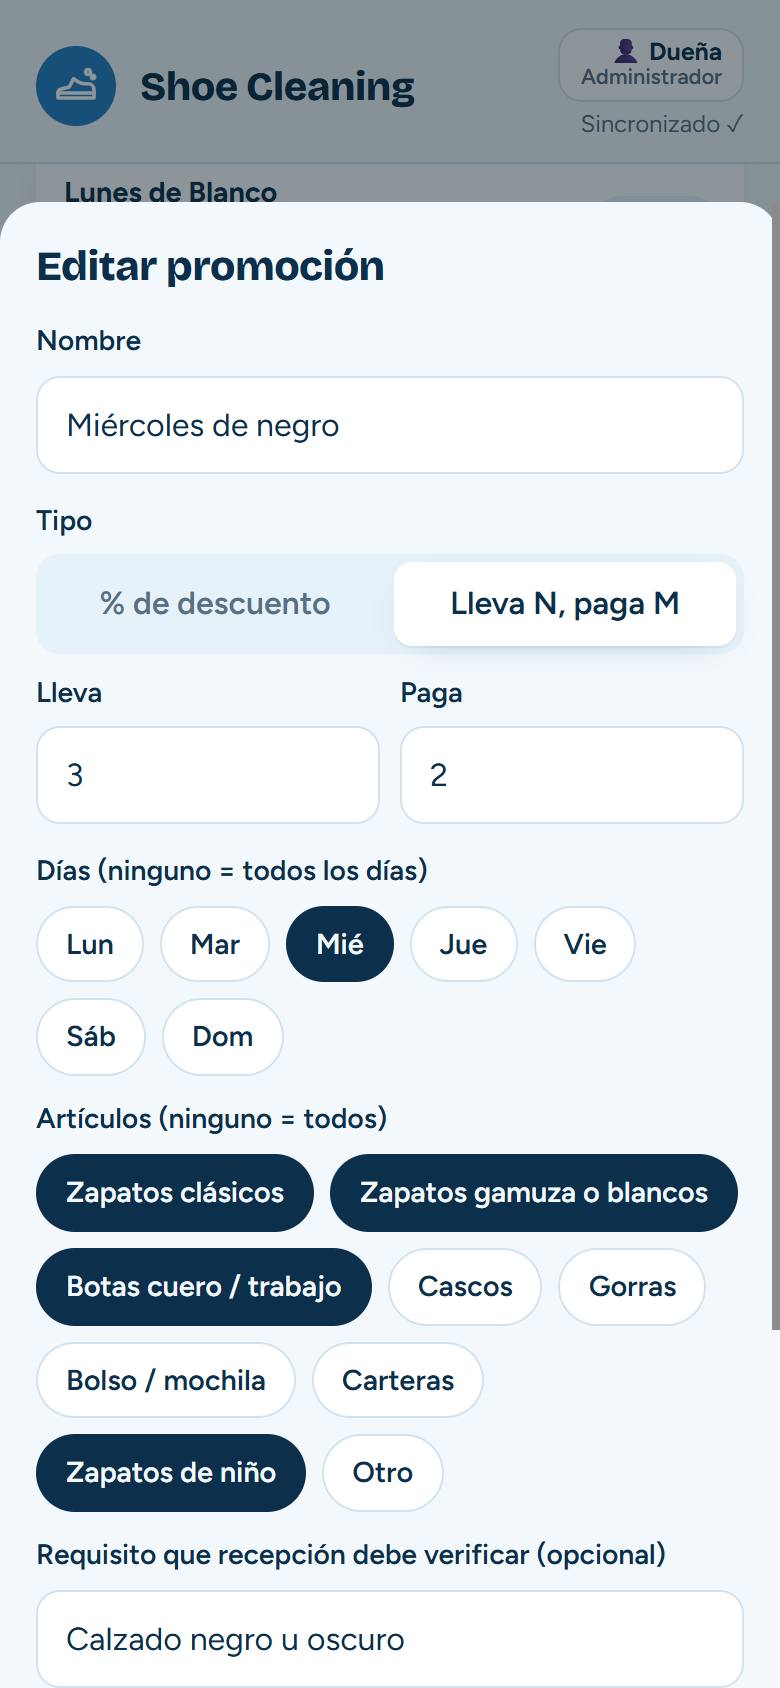 Shoe Cleaning
Dueña
Administrador
Sincronizado ✓
Lunes de Blanco
Editar promoción
Nombre
Miércoles de negro
Tipo
% de descuento
Lleva N, paga M
Lleva
Paga
3
2
Días (ninguno = todos los días)
Lun
Mar
Mié
Jue
Vie
Sáb
Dom
Artículos (ninguno = todos)
Zapatos clásicos
Zapatos gamuza o blancos
Botas cuero / trabajo
Cascos
Gorras
Bolso / mochila
Carteras
Zapatos de niño
Otro
Requisito que recepción debe verificar (opcional)
Calzado negro u oscuro